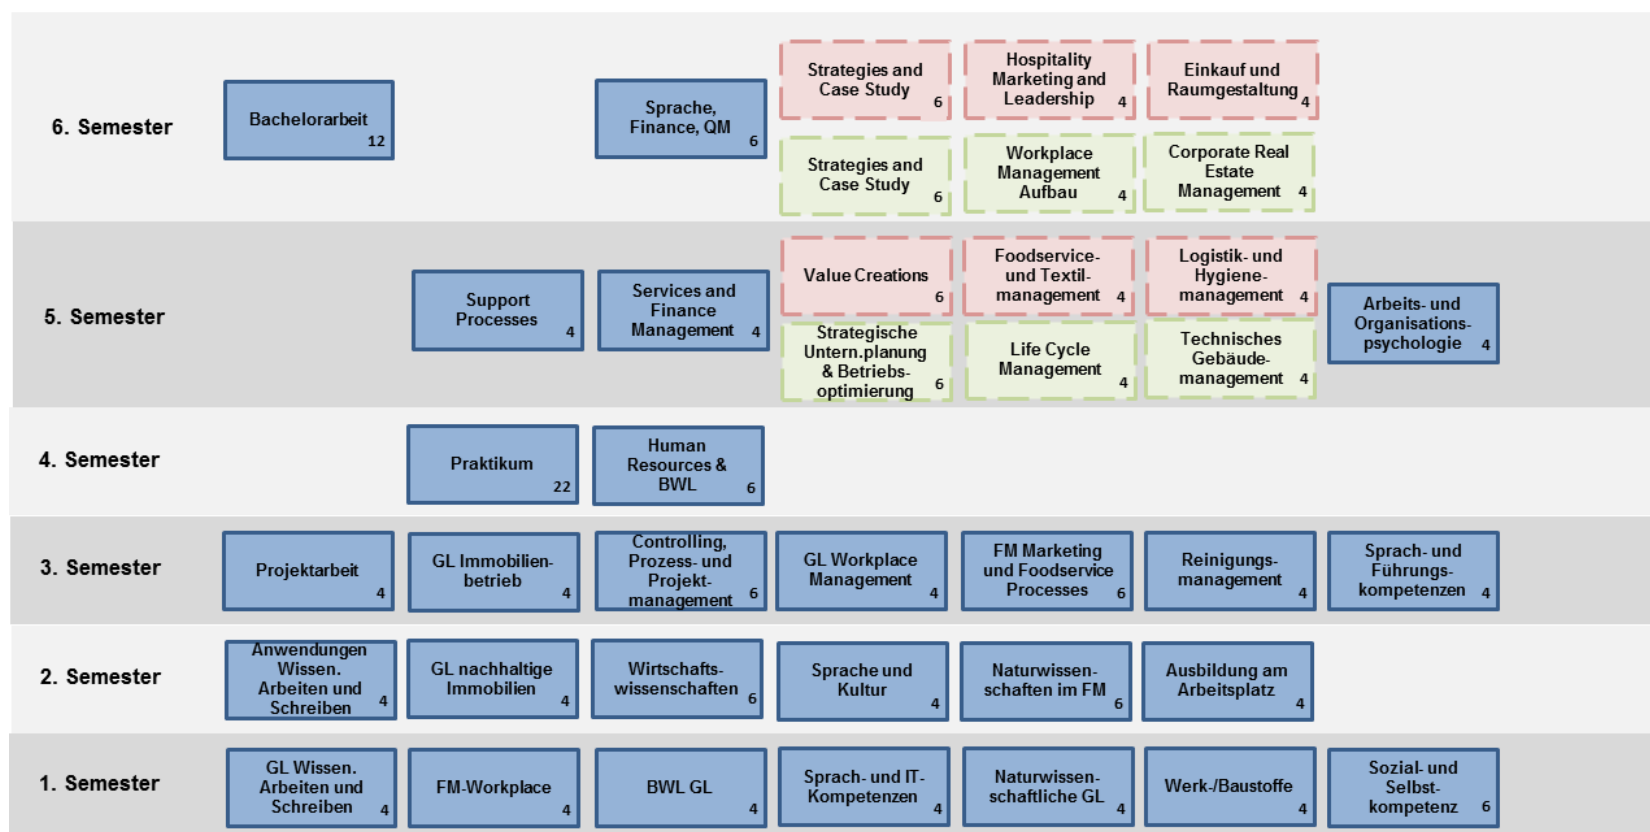 6. Semester
Bachelorarbeit
12
Sprache,
Finance, QM
6
Strategies and
Case Study
6
Hospitality
Marketing and
Leadership
4
Einkauf und
Raumgestaltung
4
Strategies and
Case Study
6
Workplace
Management
Aufbau
4
Corporate Real
Estate
Management
4
5. Semester
Support
Processes
4
Services and
Finance
Management
4
Value Creations
6
Foodservice-
und Textil-
management
4
Logistik- und
Hygiene-
management
4
Strategische
Untern.planung
& Betriebs-
optimierung
6
Life Cycle
Management
4
Technisches
Gebäude-
management
4
Arbeits- und
Organisations-
psychologie
4
4. Semester
Praktikum
22
Human
Resources &
BWL
6
3. Semester
Projektarbeit
4
GL Immobilien-
betrieb
4
Controlling,
Prozess- und
Projekt-
management
6
GL Workplace
Management
4
FM Marketing
und Foodservice
Processes
6
Reinigungs-
management
4
Sprach- und
Führungs-
kompetenzen
4
2. Semester
Anwendungen
Wissen.
Arbeiten und
Schreiben
4
GL nachhaltige
Immobilien
4
Wirtschafts-
wissenschaften
6
Sprache und
Kultur
4
Naturwissen-
schaften im FM
6
Ausbildung am
Arbeitsplatz
4
1. Semester
GL Wissen.
Arbeiten und
Schreiben
4
FM-Workplace
4
BWL GL
4
Sprach- und IT-
Kompetenzen
4
Naturwissen-
schaftliche GL
4
Werk-/Baustoffe
4
Sozial- und
Selbst-
kompetenz
6